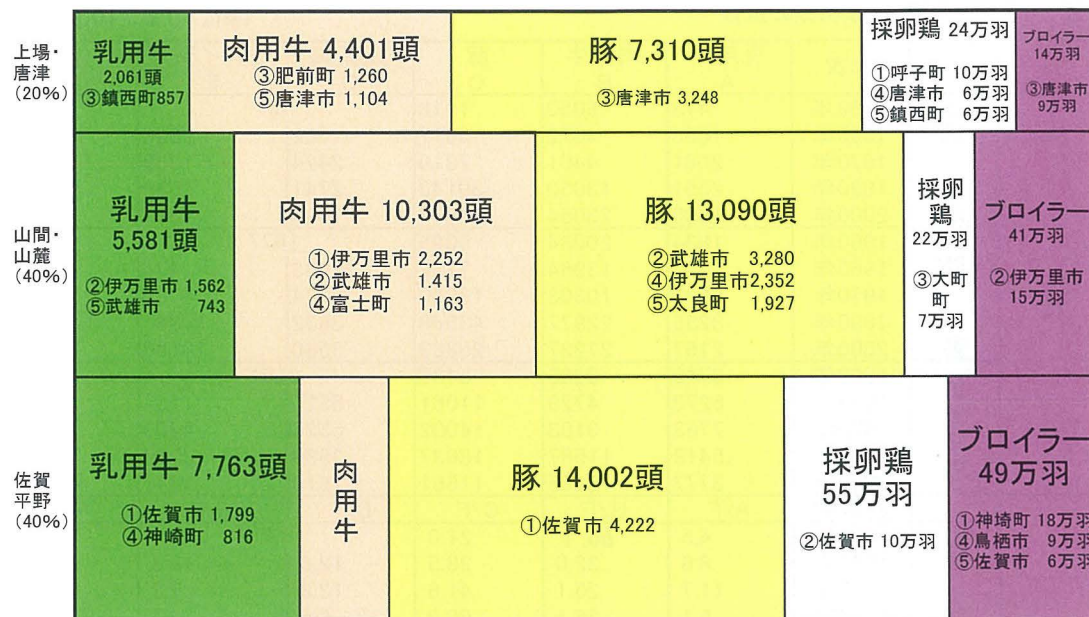 上場・
唐津
(20%)
乳用牛
2,061頭
③鎮西町857
肉用牛 4,401頭
③肥前町 1,260
⑤唐津市 1,104
豚 7,310頭
③唐津市 3,248
採卵鶏 24万羽
①呼子町 10万羽
④唐津市 6万羽
⑤鎮西町 6万羽
ブロイラー
14万羽
③唐津市
9万羽
山間・
山麓
(40%)
乳用牛
5,581頭
②伊万里市 1,562
⑤武雄市 743
肉用牛 10,303頭
①伊万里市 2,252
②武雄市 1,415
④富士町 1,163
豚 13,090頭
②武雄市 3,280
④伊万里市2,352
⑤太良町 1,927
採卵
鶏
22万羽
③大町
町
7万羽
ブロイラー
41万羽
②伊万里市
15万羽
佐賀
平野
(40%)
乳用牛 7,763頭
①佐賀市 1,799
④神崎町 816
肉
用
牛
豚 14,002頭
①佐賀市 4,222
採卵鶏
55万羽
②佐賀市 10万羽
ブロイラー
49万羽
①神埼町 18万羽
④鳥栖市 9万羽
⑤佐賀市 6万羽